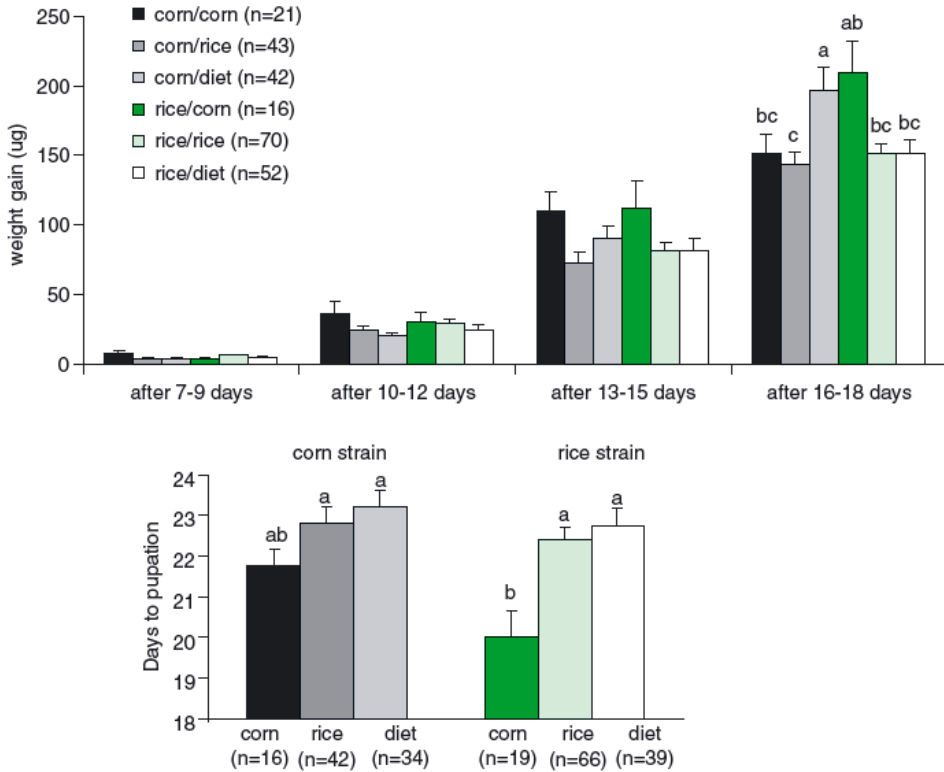 250
200
150
100
50
0
weight gain (ug)
corn/corn (n=21)
corn/rice (n=43)
corn/diet (n=42)
rice/corn (n=16)
rice/rice (n=70)
rice/diet (n=52)
bc
c
a
ab
bc
bc
after 7-9 days
after 10-12 days
after 13-15 days
after 16-18 days
corn strain
rice strain
24
23
22
21
20
19
18
Days to pupation
ab
a
a
b
a
a
corn
rice
diet
corn
rice
diet
(n=16)
(n=42)
(n=34)
(n=19)
(n=66)
(n=39)